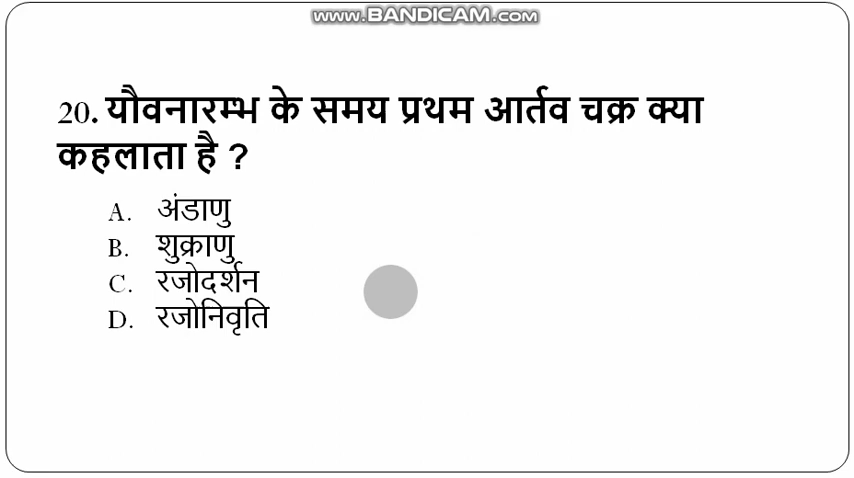 www.BANDICAM.com
20. यौवनारम्भ के समय प्रथम आर्तव चक्र क्या
कहलाता है ?
A. अंडाणु
B. शुक्राणु
C. रजोदर्शन
D. रजोनिवृति